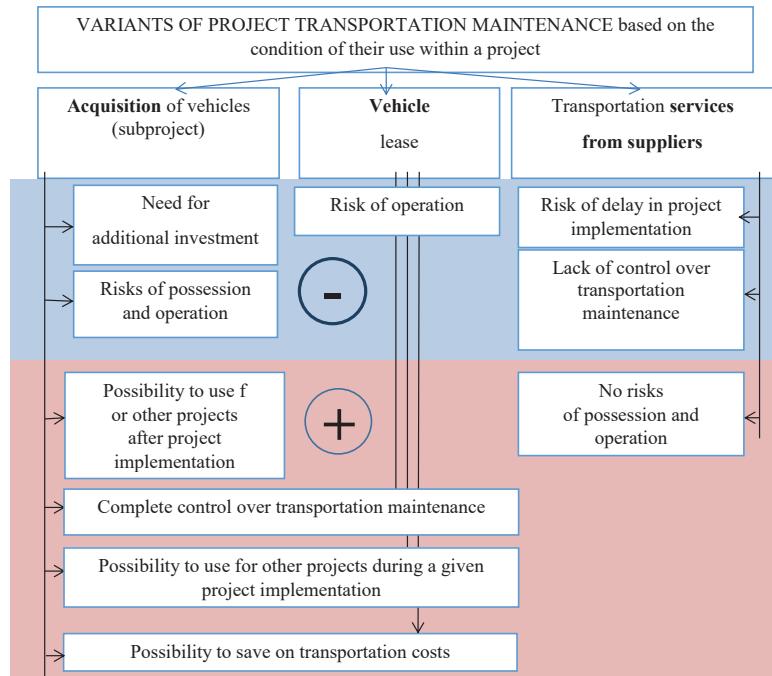 VARIANTS OF PROJECT TRANSPORTATION MAINTENANCE based on the
condition of their use within a project
Acquisition of vehicles
(subproject)
Vehicle
lease
Transportation services
from suppliers
Need for
additional investment
Risk of operation
Risk of delay in project
implementation
Risks of possession
and operation
-
Lack of control over
transportation
maintenance
Possibility to use f
or other projects
after project
implementation
+
No risks
of possession and
operation
Complete control over transportation maintenance
Possibility to use for other projects during a given
project implementation
Possibility to save on transportation costs